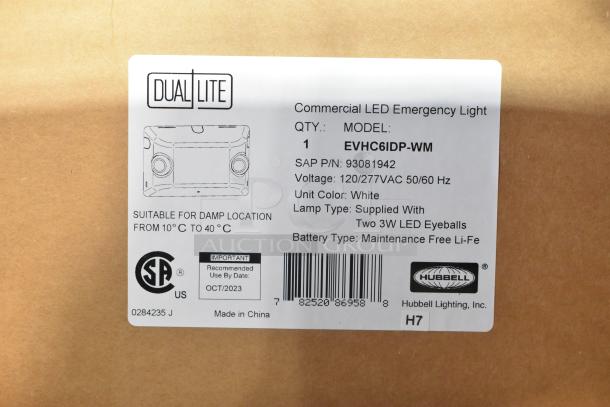 DUAL LITE
Commercial LED Emergency Light
QTY.: MODEL:
1 EVHC6IDP-WM
SAP P/N: 93081942
Voltage: 120/277VAC 50/60 Hz
Unit Color: White
Lamp Type: Supplied With
Two 3W LED Eyeballs
Battery Type: Maintenance Free Li-Fe
SUITABLE FOR DAMP LOCATION
FROM 10°C TO 40°C
SA ® US
IMPORTANT
Recommended
Use By Date:
OCT/2023
7 82520 86958 8
HUBBELL ®
Hubbell Lighting, Inc.
0284235 J
Made in China
H7
AUCTION GROUP